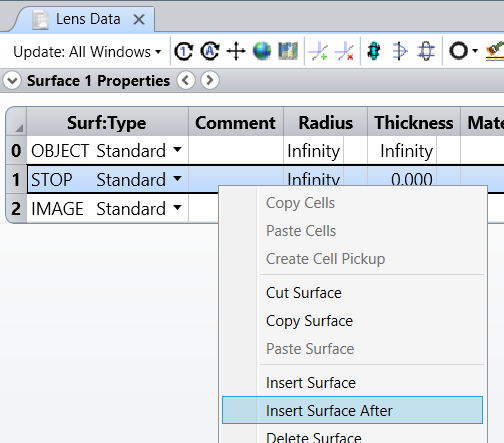 Lens Data
Update: All Windows
Surface 1 Properties
Surf:Type Comment Radius Thickness Mate
0 OBJECT Standard Infinity Infinity
1 STOP Standard Infinity 0.000
2 IMAGE Standard
Copy Cells
Paste Cells
Create Cell Pickup
Cut Surface
Copy Surface
Paste Surface
Insert Surface
Insert Surface After
Delete Surface